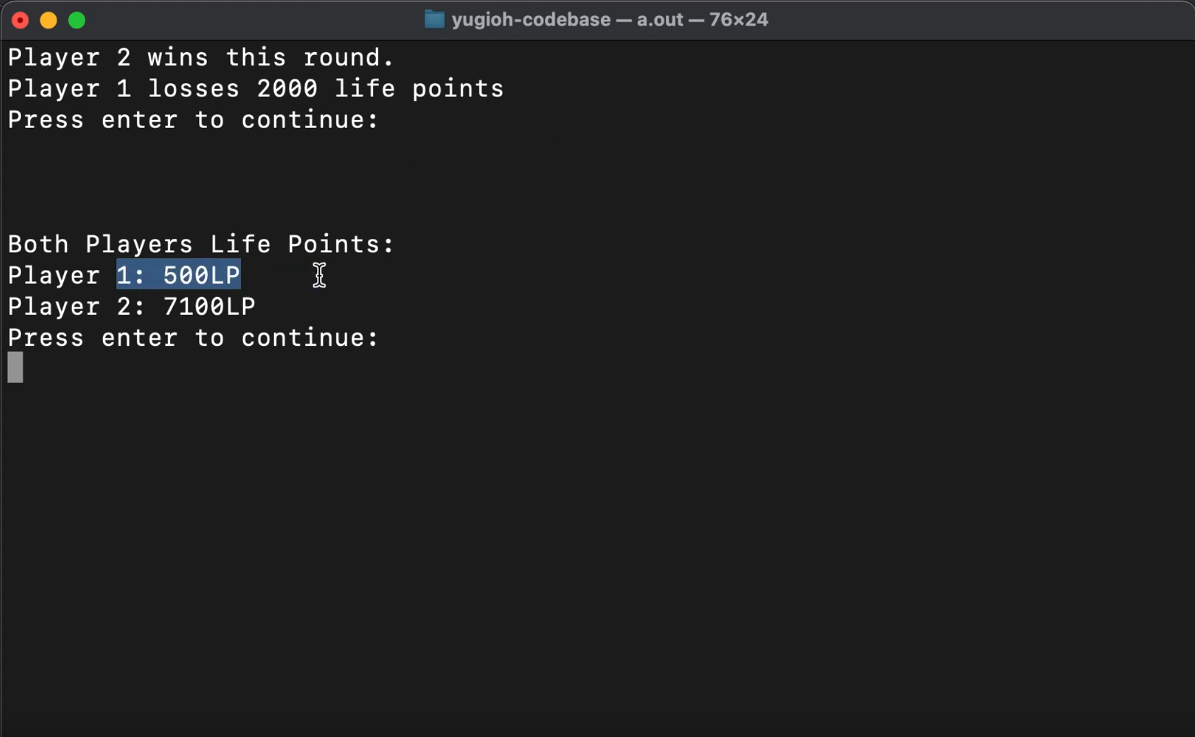 yugioh-codebase — a.out — 76×24
Player 2 wins this round.
Player 1 losses 2000 life points
Press enter to continue:
Both Players Life Points:
Player 1: 500LP
Player 2: 7100LP
Press enter to continue: